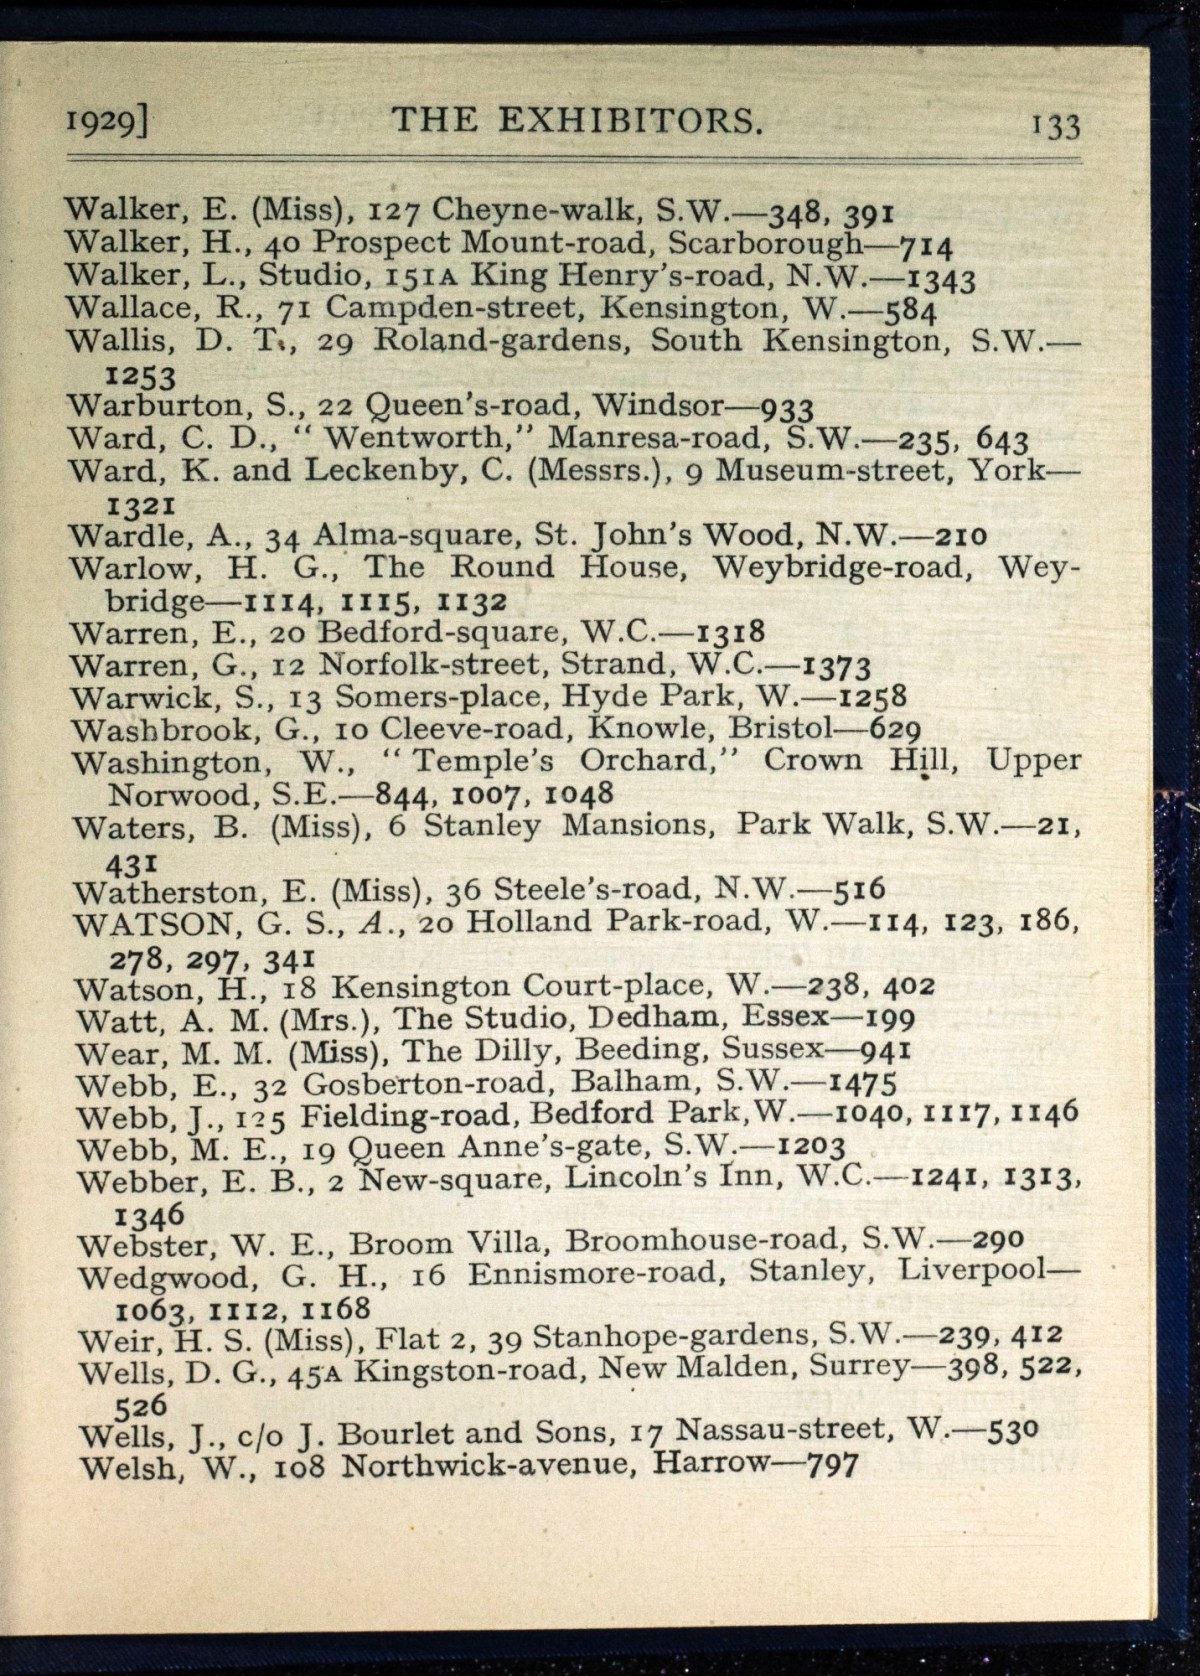 1929] THE EXHIBITORS. 133
Walker, E. (Miss), 127 Cheyne-walk, S.W.—348, 391
Walker, H., 40 Prospect Mount-road, Scarborough—714
Walker, L., Studio, 151A King Henry's-road, N.W.—1343
Wallace, R., 71 Campden-street, Kensington, W.—584
Wallis, D. T., 29 Roland-gardens, South Kensington, S.W.—
1253
Warburton, S., 22 Queen's-road, Windsor—933
Ward, C. D., "Wentworth," Manresa-road, S.W.—235, 643
Ward, K. and Leckenby, C. (Messrs.), 9 Museum-street, York—
1321
Wardle, A., 34 Alma-square, St. John's Wood, N.W.—210
Warlow, H. G., The Round House, Weybridge-road, Wey-
bridge—1114, 1115, 1132
Warren, E., 20 Bedford-square, W.C.—1318
Warren, G., 12 Norfolk-street, Strand, W.C.—1373
Warwick, S., 13 Somers-place, Hyde Park, W.—1258
Washbrook, G., 10 Cleeve-road, Knowle, Bristol—629
Washington, W., "Temple's Orchard," Crown Hill, Upper
Norwood, S.E.—844, 1007, 1048
Waters, B. (Miss), 6 Stanley Mansions, Park Walk, S.W.—21,
431
Watherston, E. (Miss), 36 Steele's-road, N.W.—516
WATSON, G. S., A., 20 Holland Park-road, W.—114, 123, 186,
278, 297, 341
Watson, H., 18 Kensington Court-place, W.—238, 402
Watt, A. M. (Mrs.), The Studio, Dedham, Essex—199
Wear, M. M. (Miss), The Dilly, Beeding, Sussex—941
Webb, E., 32 Gosberton-road, Balham, S.W.—1475
Webb, J., 125 Fielding-road, Bedford Park, W.—1040, 1117, 1146
Webb, M. E., 19 Queen Anne's-gate, S.W.—1203
Webber, E. B., 2 New-square, Lincoln's Inn, W.C.—1241, 1313,
1346
Webster, W. E., Broom Villa, Broomhouse-road, S.W.—290
Wedgwood, G. H., 16 Ennismore-road, Stanley, Liverpool—
1063, 1112, 1168
Weir, H. S. (Miss), Flat 2, 39 Stanhope-gardens, S.W.—239, 412
Wells, D. G., 45A Kingston-road, New Malden, Surrey—398, 522,
526
Wells, J., c/o J. Bourlet and Sons, 17 Nassau-street, W.—530
Welsh, W., 108 Northwick-avenue, Harrow—797